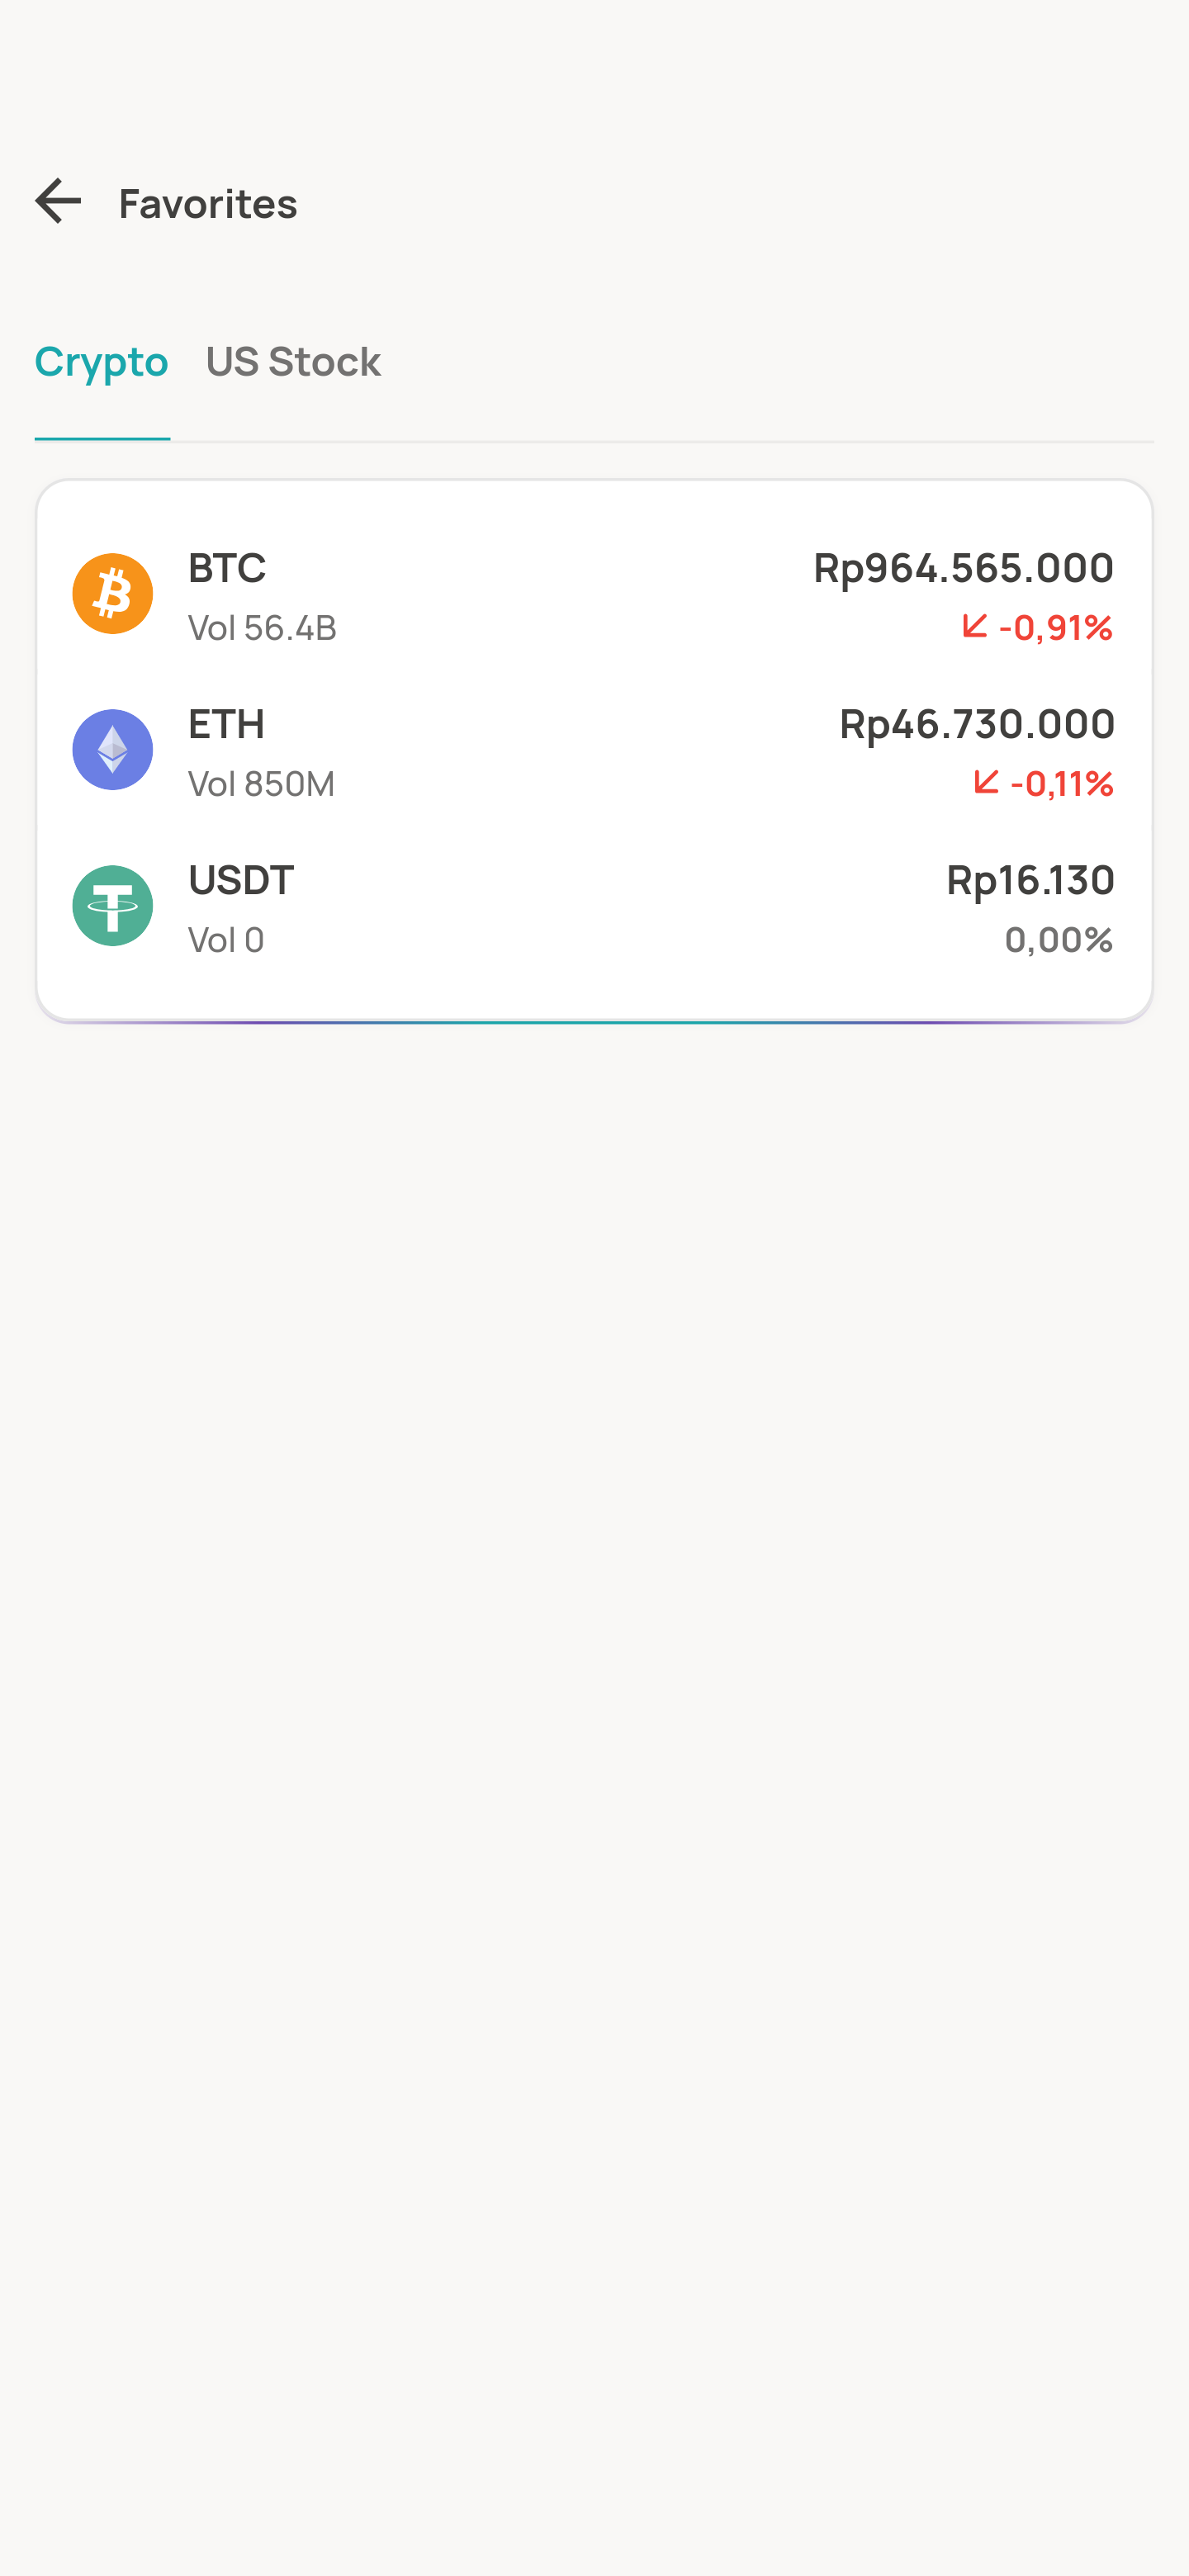 Favorites
Crypto US Stock
BTC Rp964.565.000
Vol 56.4B -0,91%
ETH Rp46.730.000
Vol 850M -0,11%
USDT Rp16.130
Vol 0 0,00%